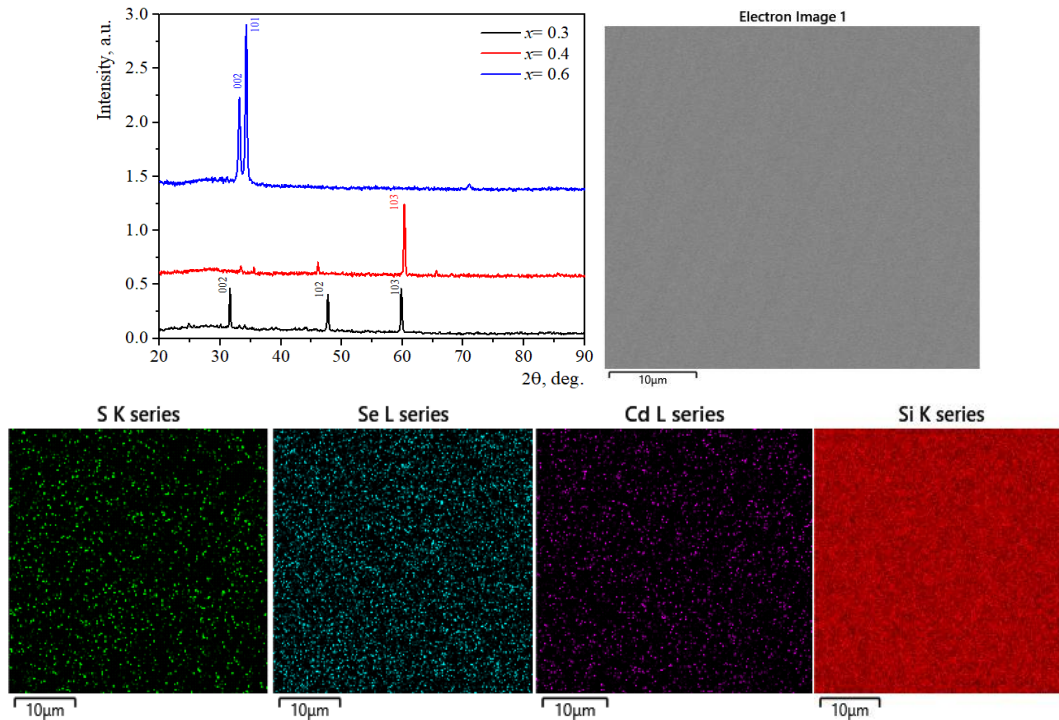 Intensity, a.u.
3.0
2.5
2.0
1.5
1.0
0.5
0.0
20
30
40
50
60
70
80
90
2θ, deg.
x= 0.3
x= 0.4
x= 0.6
002
101
103
002
102
103
Electron Image 1
10μm
S K series
Se L series
Cd L series
Si K series
10μm
10μm
10μm
10μm